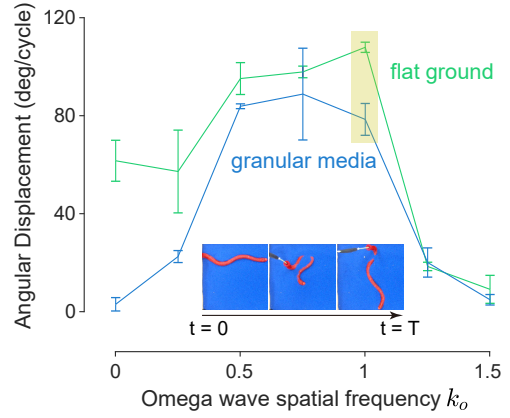 Angular Displacement (deg/cycle)
120
80
40
0
flat ground
granular media
t = 0
t = T
0
0.5
1
1.5
Omega wave spatial frequency k_o